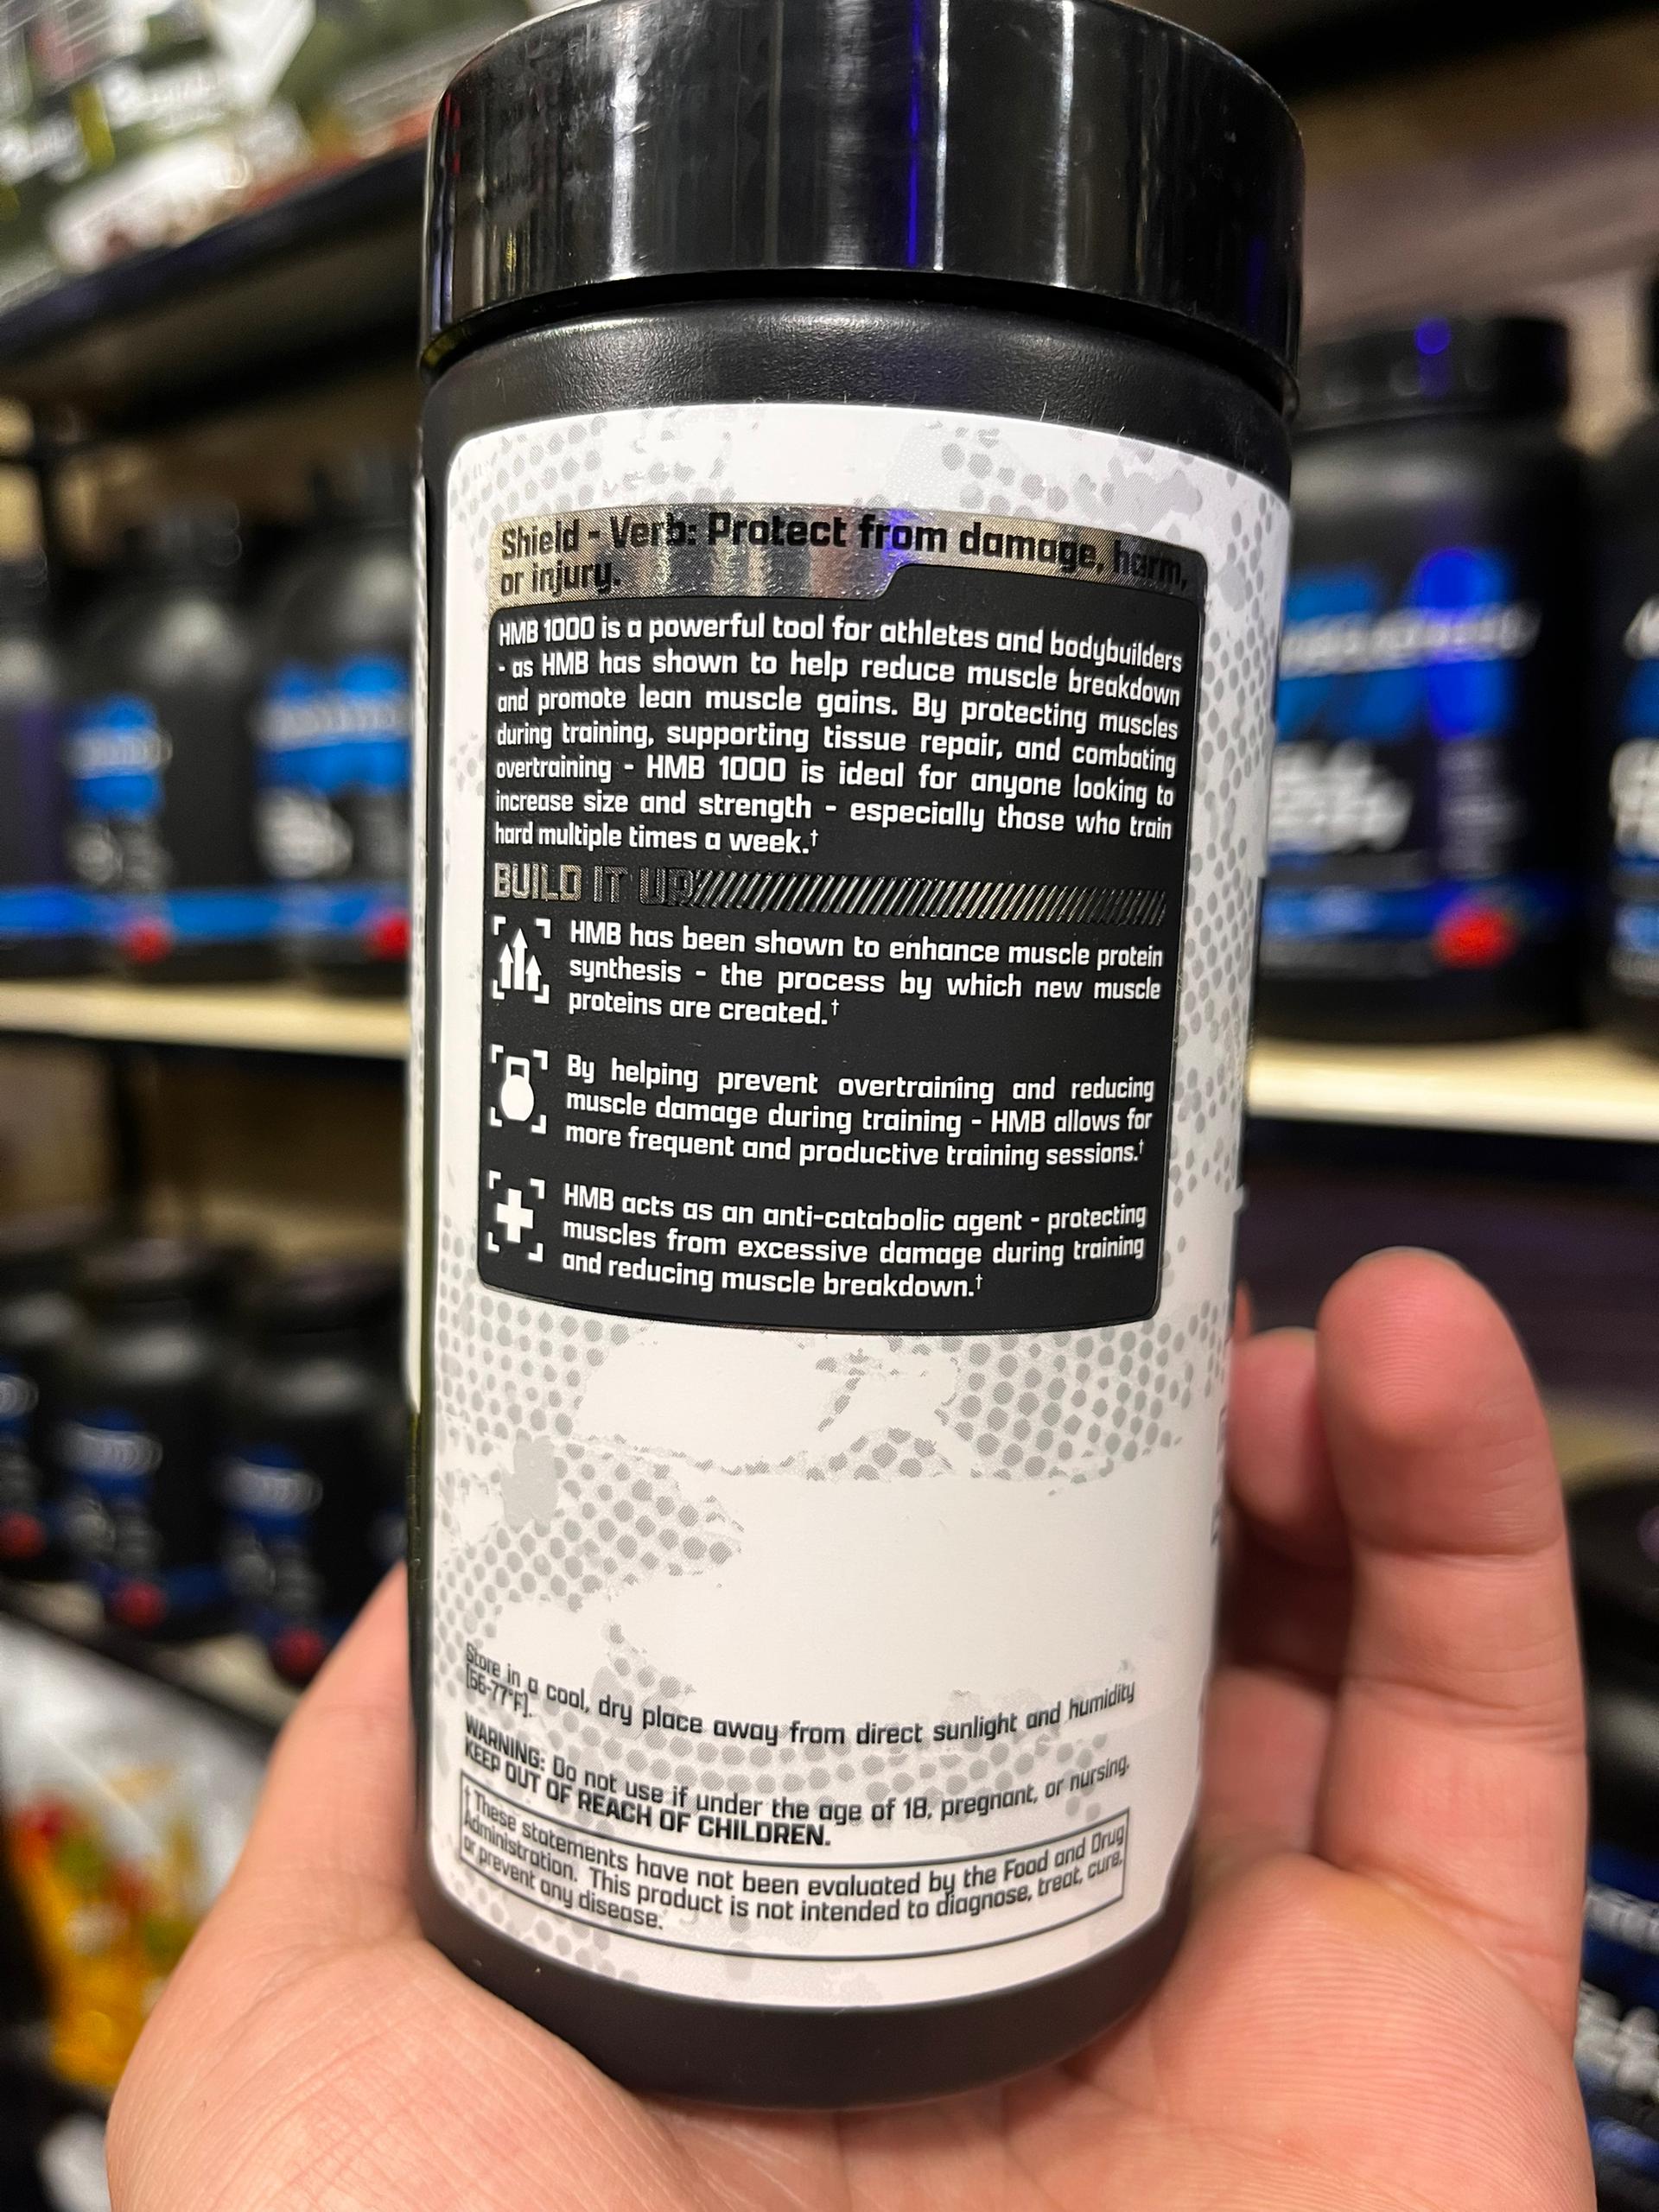 Shield - Verb: Protect from damage, harm,
or injury.
HMB 1000 is a powerful tool for athletes and bodybuilders
- as HMB has shown to help reduce muscle breakdown
and promote lean muscle gains. By protecting muscles
during training, supporting tissue repair, and combating
overtraining - HMB 1000 is ideal for anyone looking to
increase size and strength - especially those who train
hard multiple times a week.†
BUILD IT UP
HMB has been shown to enhance muscle protein
synthesis - the process by which new muscle
proteins are created.†
By helping prevent overtraining and reducing
muscle damage during training - HMB allows for
more frequent and productive training sessions.†
HMB acts as an anti-catabolic agent - protecting
muscles from excessive damage during training
and reducing muscle breakdown.†
Store in a cool, dry place away from direct sunlight and humidity
(66-77°F).
WARNING: Do not use if under the age of 18, pregnant, or nursing.
KEEP OUT OF REACH OF CHILDREN.
† These statements have not been evaluated by the Food and Drug
Administration. This product is not intended to diagnose, treat, cure,
or prevent any disease.